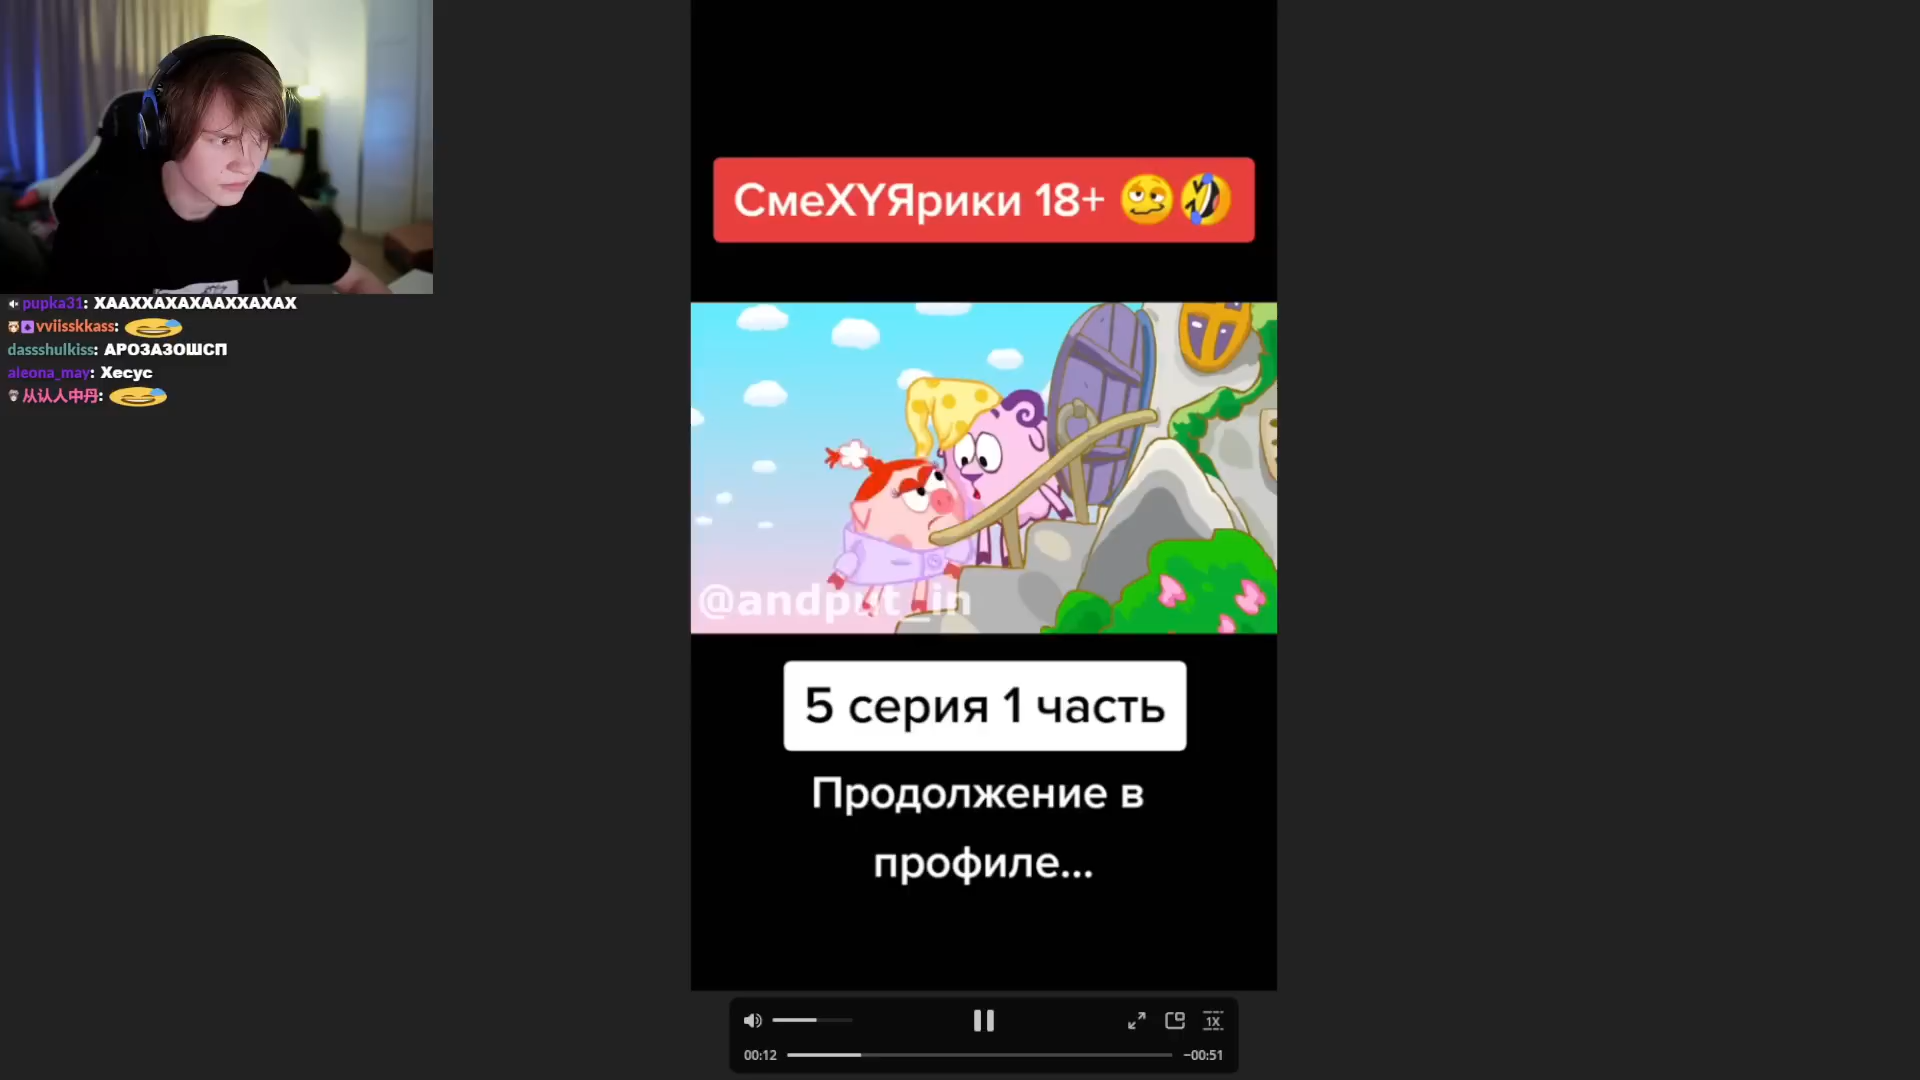 pupka31: ХААХХАХАХААХХАХАХ
vviisskkass:
dassshulkiss: АРОЗАЗОШСП
aleona_may: Хесус
从认人中丹:
СмеХYЯрики 18+
@andput_in
5 серия 1 часть
Продолжение в
профиле...
1X
00:12
−00:51